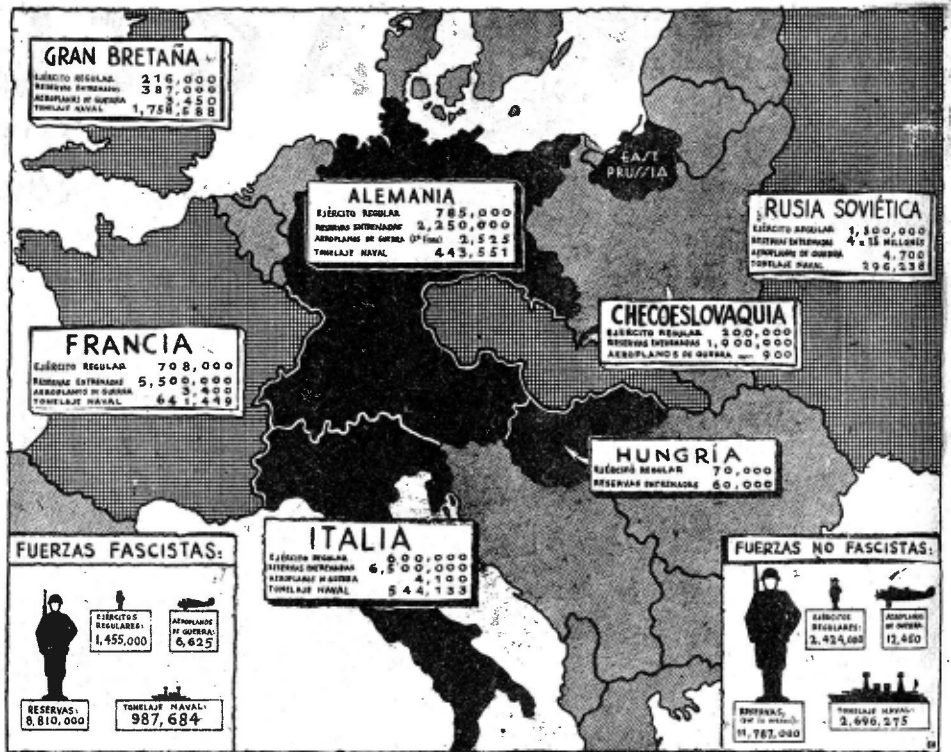 GRAN BRETAÑA
EJÉRCITO REGULAR 216,000
RESERVAS ENTRENADAS 387,000
AEROPLANOS DE GUERRA 3,450
TONELAJE NAVAL 1,758,588
EAST
PRUSSIA
ALEMANIA
EJÉRCITO REGULAR 785,000
RESERVAS ENTRENADAS 2,250,000
AEROPLANOS DE GUERRA (1ª línea) 2,525
TONELAJE NAVAL 443,551
RUSIA SOVIÉTICA
EJÉRCITO REGULAR 1,300,000
RESERVAS ENTRENADAS 4 MILLONES
AEROPLANOS DE GUERRA 4,700
TONELAJE NAVAL 296,238
CHECOESLOVAQUIA
EJÉRCITO REGULAR 200,000
RESERVAS ENTRENADAS 1,900,000
AEROPLANOS DE GUERRA 900
FRANCIA
EJÉRCITO REGULAR 708,000
RESERVAS ENTRENADAS 5,500,000
AEROPLANOS DE GUERRA 3,400
TONELAJE NAVAL 641,449
HUNGRÍA
EJÉRCITO REGULAR 70,000
RESERVAS ENTRENADAS 60,000
ITALIA
EJÉRCITO REGULAR 600,000
RESERVAS ENTRENADAS 6,500,000
AEROPLANOS DE GUERRA 4,100
TONELAJE NAVAL 544,133
FUERZAS FASCISTAS:
EJÉRCITOS
REGULARES:
1,455,000
AEROPLANOS
DE GUERRA:
6,625
RESERVAS:
8,810,000
TONELAJE NAVAL:
987,684
FUERZAS NO FASCISTAS:
EJÉRCITOS
REGULARES:
2,424,000
AEROPLANOS
DE GUERRA:
12,450
RESERVAS,
11,787,000
TONELAJE NAVAL:
2,696,275